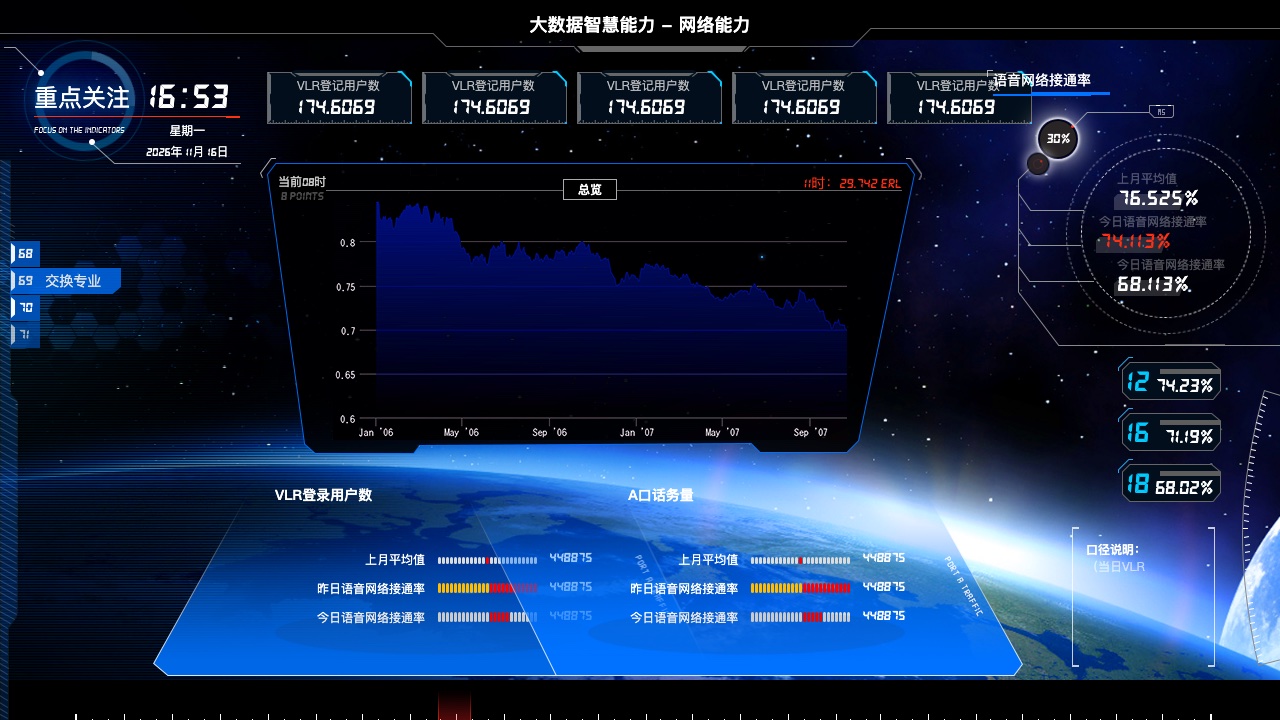 大数据智慧能力 – 网络能力
重点关注
FOCUS ON THE INDICATORS
16:53
星期一
2026年 11月 16日
VLR登记用户数
174.6069
VLR登记用户数
174.6069
VLR登记用户数
174.6069
VLR登记用户数
174.6069
VLR登记用户数
174.6069
语音网络接通率
MS
30%
上月平均值
76.525%
今日语音网络接通率
74.113%
今日语音网络接通率
68.113%
当前08时
8 POINTS
总览
11时： 29.742 ERL
0.8
0.75
0.7
0.65
0.6
Jan '06
May '06
Sep '06
Jan '07
May '07
Sep '07
68
69 交换专业
70
71
12 74.23%
16 71.19%
18 68.02%
VLR登录用户数
上月平均值 448875
昨日语音网络接通率 448875
今日语音网络接通率 448875
A口话务量
上月平均值 448875
昨日语音网络接通率 448875
今日语音网络接通率 448875
PORT A TRAFFIC
口径说明：
（当日VLR